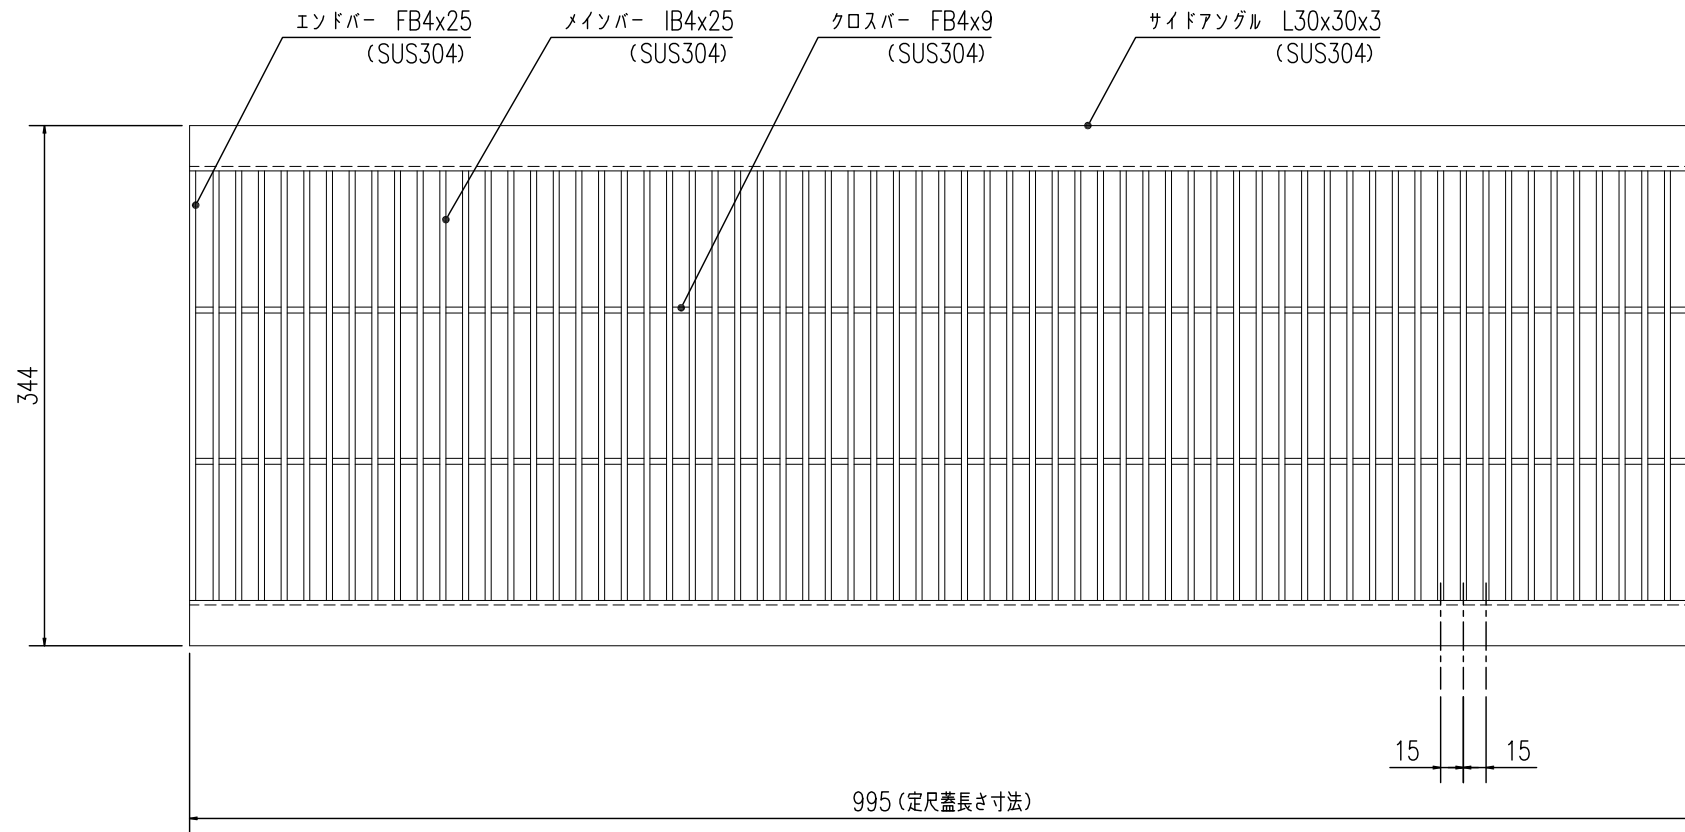 エンドバー FB4x25
(SUS304)
メインバー IB4x25
(SUS304)
クロスバー FB4x9
(SUS304)
サイドアングル L30x30x3
(SUS304)
344
15
15
995(定尺蓋長さ寸法)